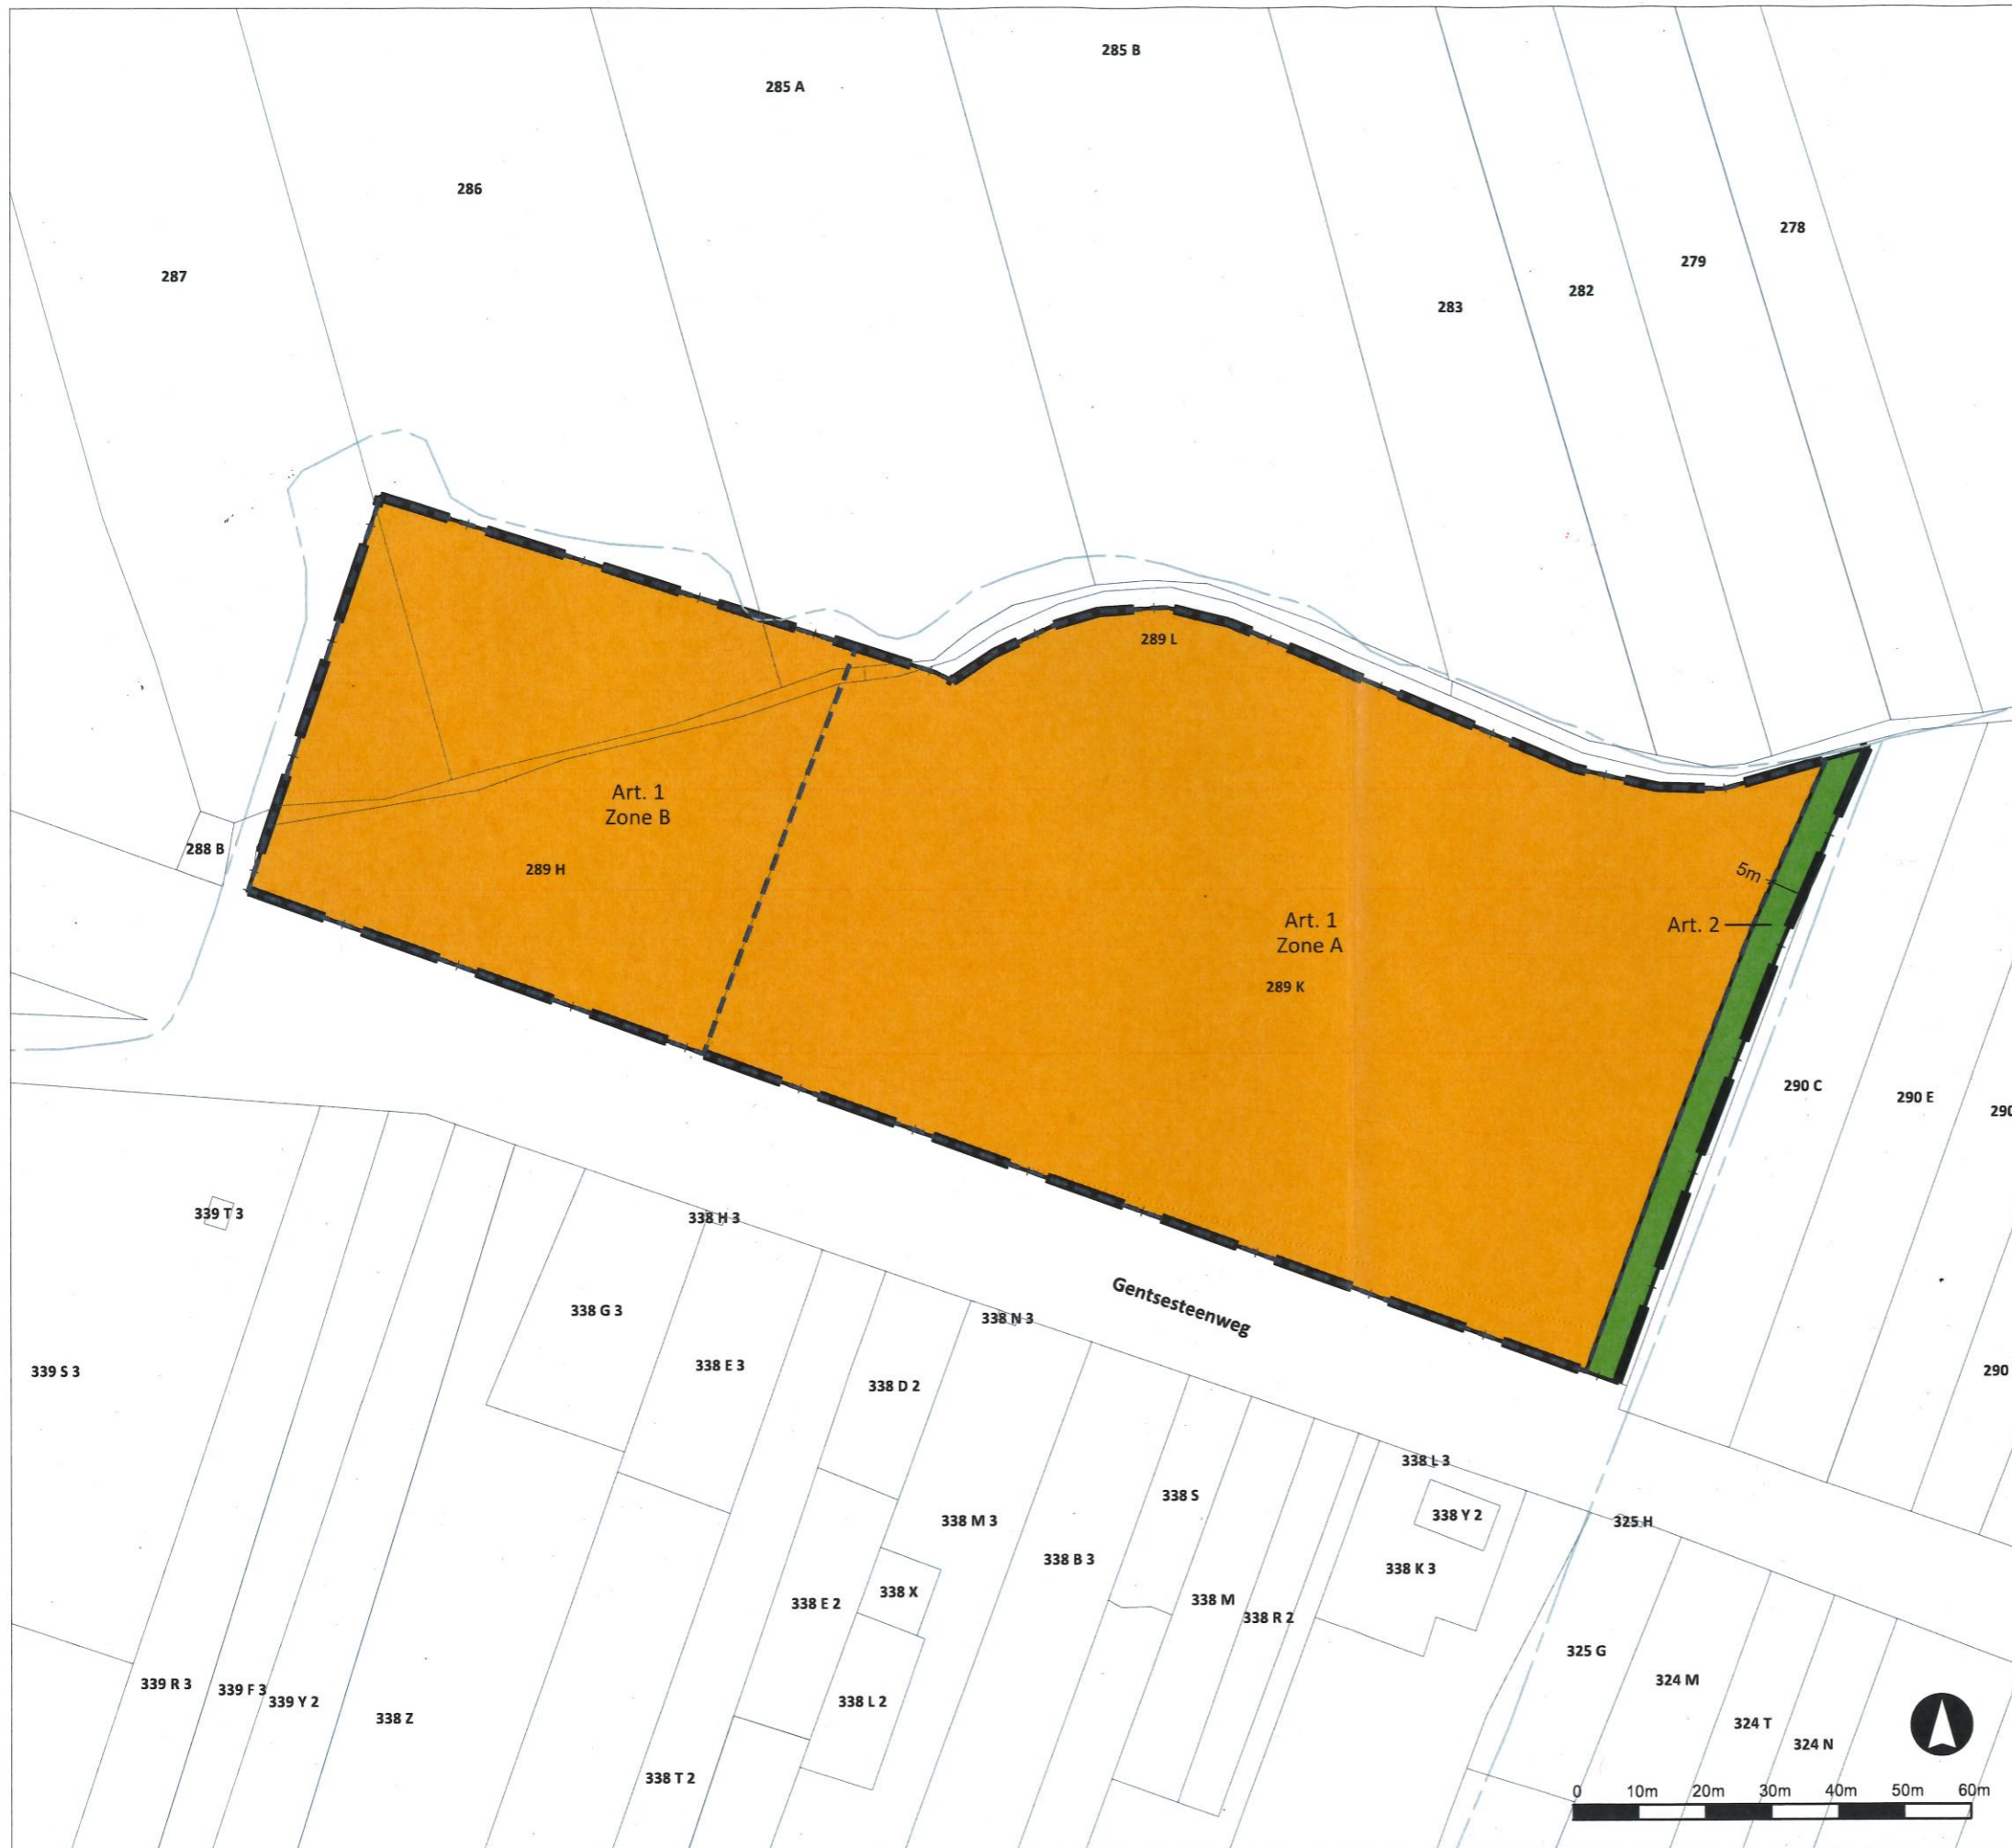 285 B
285 A
286
278
279
287
282
283
289 L
Art. 1
Zone B
288 B
289 H
5m
Art. 1
Zone A
Art. 2
289 K
290 C
290 E
290
339 T 3
338 H 3
Gentsesteenweg
338 G 3
338 N 3
338 E 3
339 S 3
338 D 2
290
338 L 3
338 S
338 Y 2
338 M 3
325 H
338 B 3
338 K 3
338 X
338 E 2
338 M
338 R 2
325 G
339 R 3
339 F 3
339 Y 2
338 L 2
324 M
338 Z
324 T
324 N
338 T 2
0 10m 20m 30m 40m 50m 60m